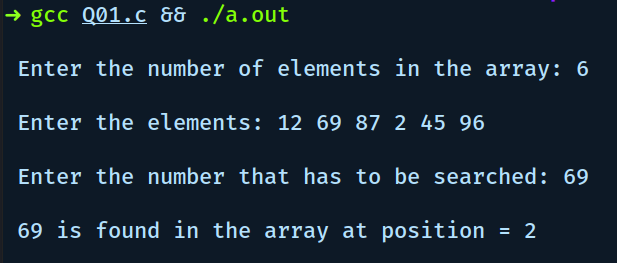 → gcc Q01.c && ./a.out
Enter the number of elements in the array: 6
Enter the elements: 12 69 87 2 45 96
Enter the number that has to be searched: 69
69 is found in the array at position = 2